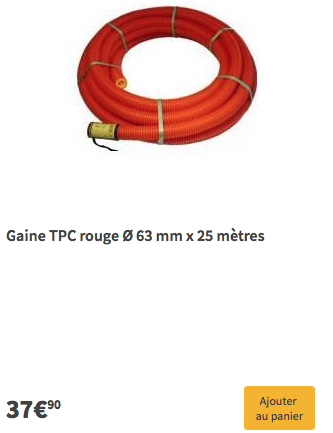 Gaine TPC rouge Ø 63 mm x 25 mètres
37€90
Ajouter
au panier